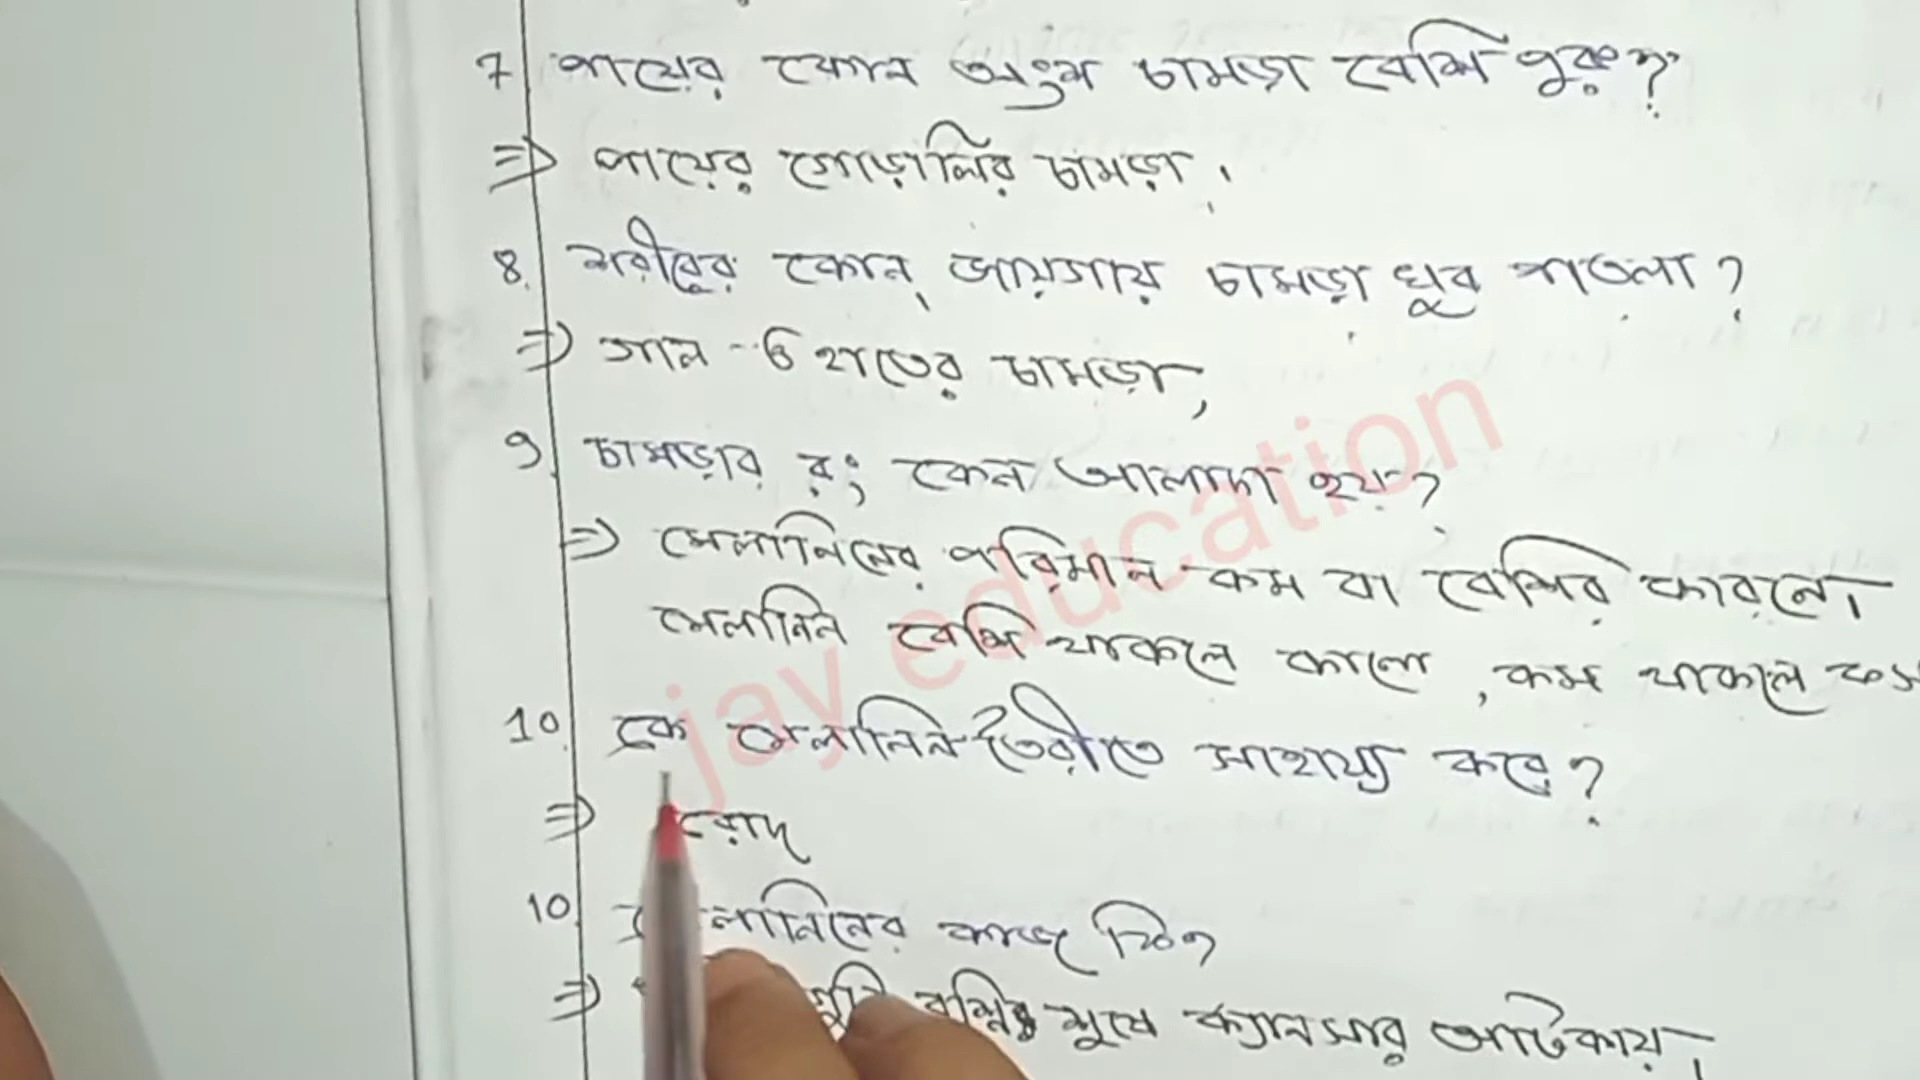 7 পায়ের কোন অংশ চামড়া বেশি পুরু?
⇒ পায়ের গোড়ালির চামড়া।
8. শরীরের কোন্ জায়গায় চামড়া খুব পাতলা?
⇒ গাল ও হাতের চামড়া,
9. চামড়ার রং কেন আলাদা হয়?
⇒ মেলানিনের পরিমান কম বা বেশির কারনে।
মেলানিন বেশি থাকলে কালো, কম থাকলে
10. কে মেলানিন তৈরীতে সাহায্য করে?
⇒ রোদ
10. মেলানিনের কাজ কি?
⇒ রশ্মির শুষে ক্যানসার আটকায়।
jay education